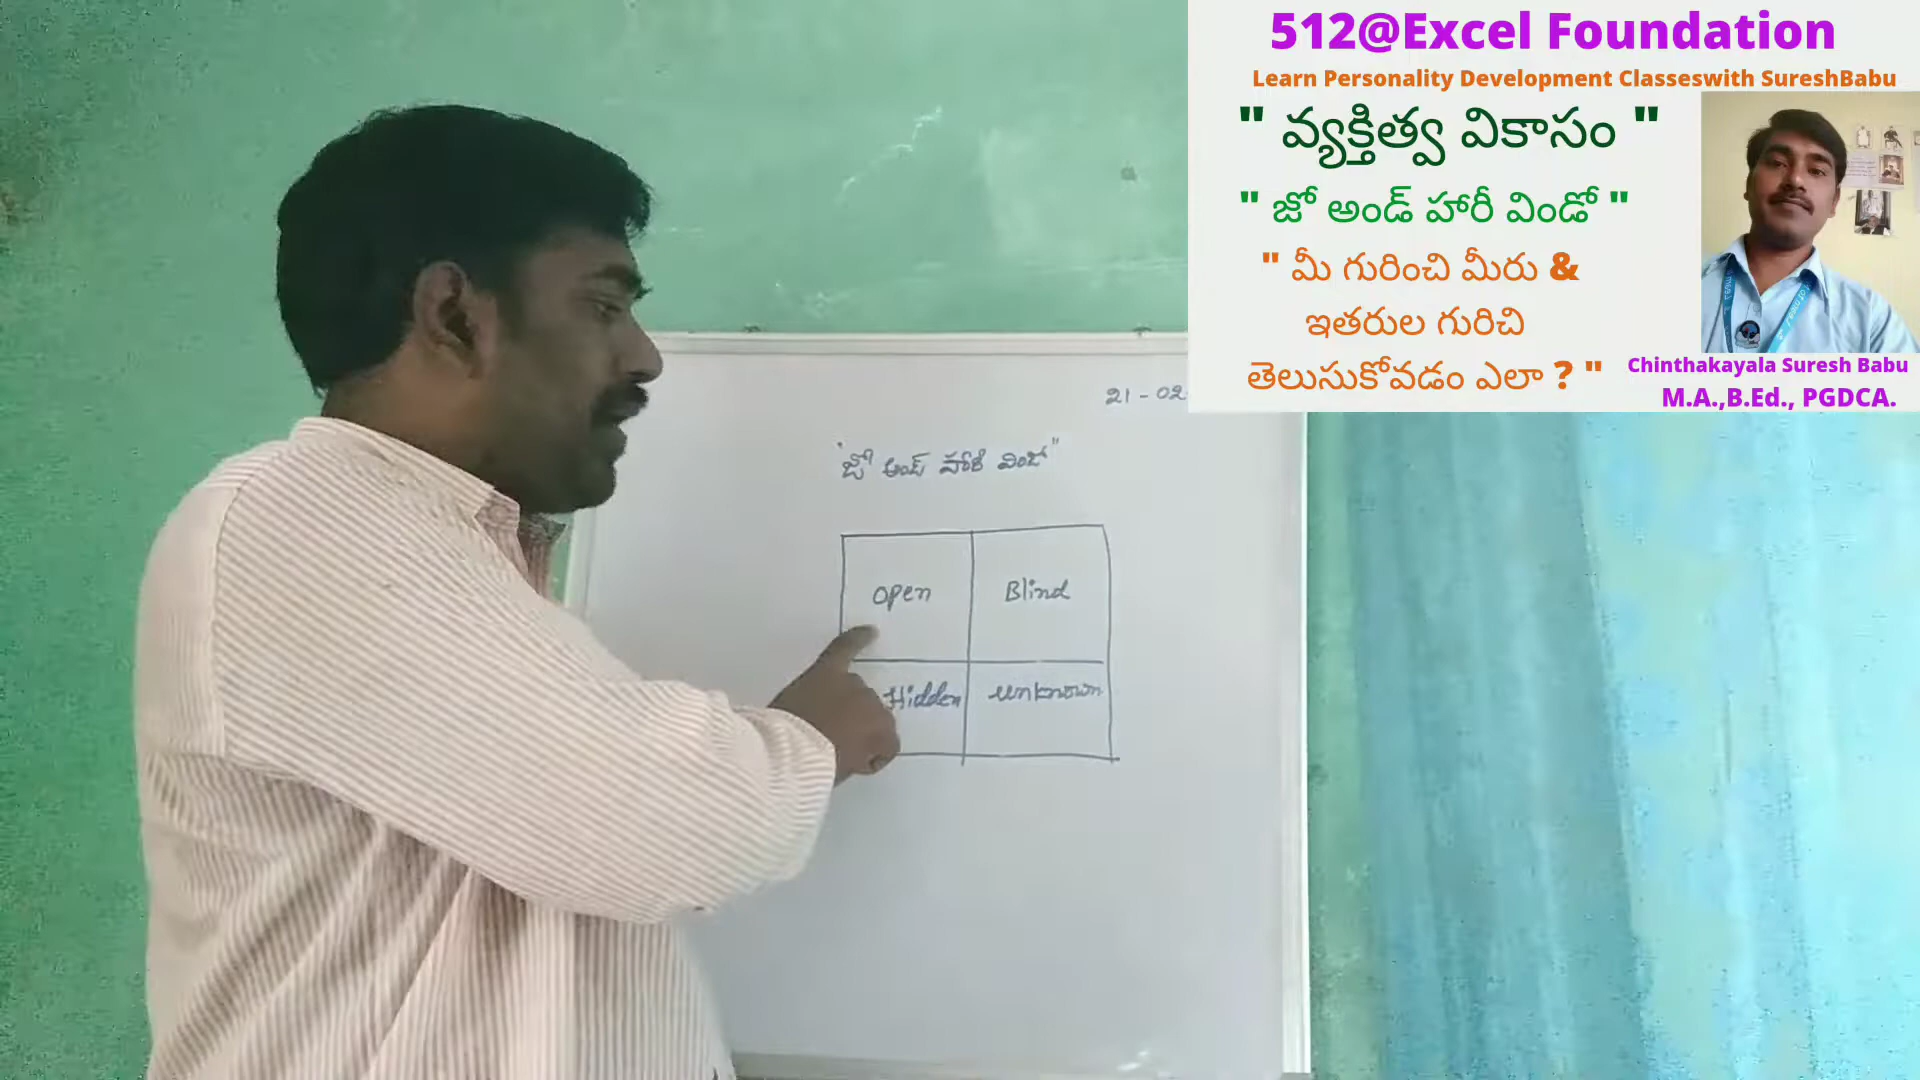 512@Excel Foundation
Learn Personality Development Classeswith SureshBabu
" వ్యక్తిత్వ వికాసం "
" జో అండ్ హారీ విండో "
" మీ గురించి మీరు &
ఇతరుల గురిచి
తెలుసుకోవడం ఎలా ? "
Chinthakayala Suresh Babu
M.A.,B.Ed., PGDCA.
21-02
"జో అండ్ హారీ విండో"
open Blind
Hidden unknown